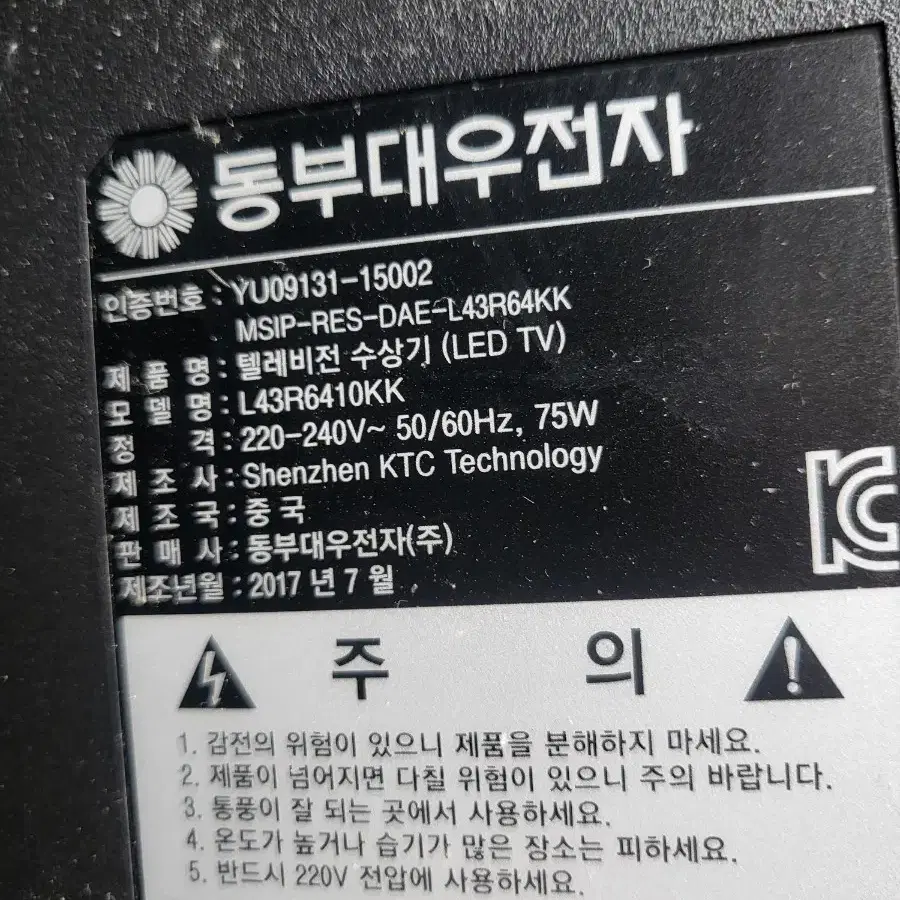 동부대우전자
인증번호 : YU09131-15002
MSIP-RES-DAE-L43R64KK
제 품 명 : 텔레비전 수상기 (LED TV)
모 델 명 : L43R6410KK
정 격 : 220-240V~ 50/60Hz, 75W
제 조 사 : Shenzhen KTC Technology
제 조 국 : 중 국
판 매 사 : 동부대우전자(주)
제조년월 : 2017 년 7 월
주 의
1. 감전의 위험이 있으니 제품을 분해하지 마세요.
2. 제품이 넘어지면 다칠 위험이 있으니 주의 바랍니다.
3. 통풍이 잘 되는 곳에서 사용하세요.
4. 온도가 높거나 습기가 많은 장소는 피하세요.
5. 반드시 220V 전압에 사용하세요.